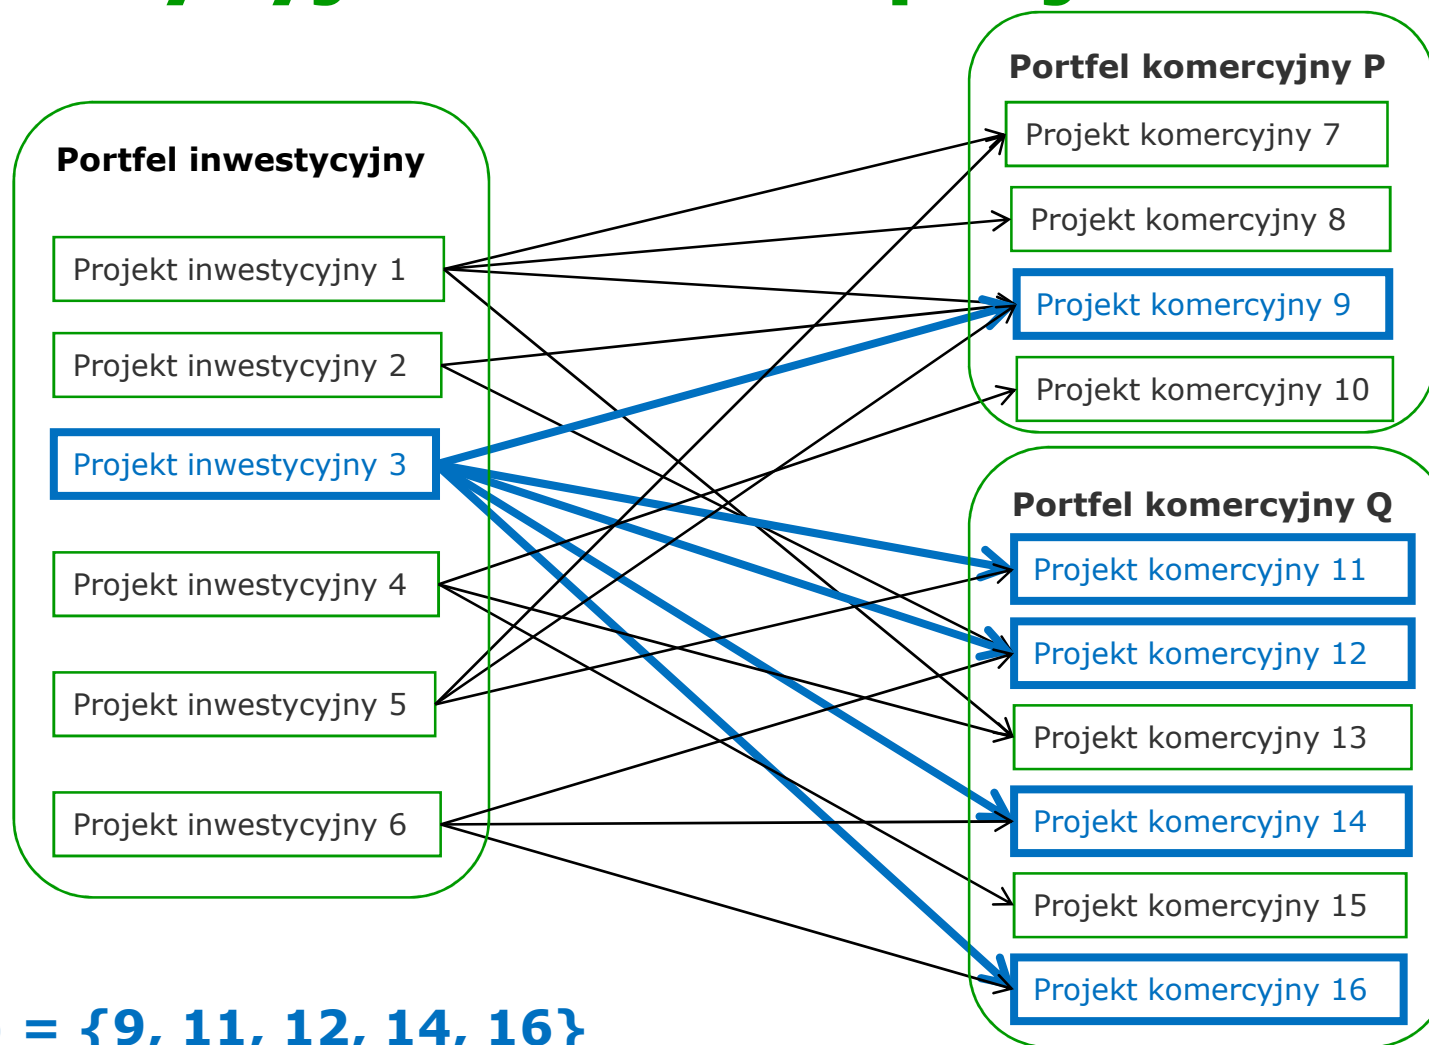 Portfel inwestycyjny
Projekt inwestycyjny 1
Projekt inwestycyjny 2
Projekt inwestycyjny 3
Projekt inwestycyjny 4
Projekt inwestycyjny 5
Projekt inwestycyjny 6
Portfel komercyjny P
Projekt komercyjny 7
Projekt komercyjny 8
Projekt komercyjny 9
Projekt komercyjny 10
Portfel komercyjny Q
Projekt komercyjny 11
Projekt komercyjny 12
Projekt komercyjny 13
Projekt komercyjny 14
Projekt komercyjny 15
Projekt komercyjny 16
= {9, 11, 12, 14, 16}